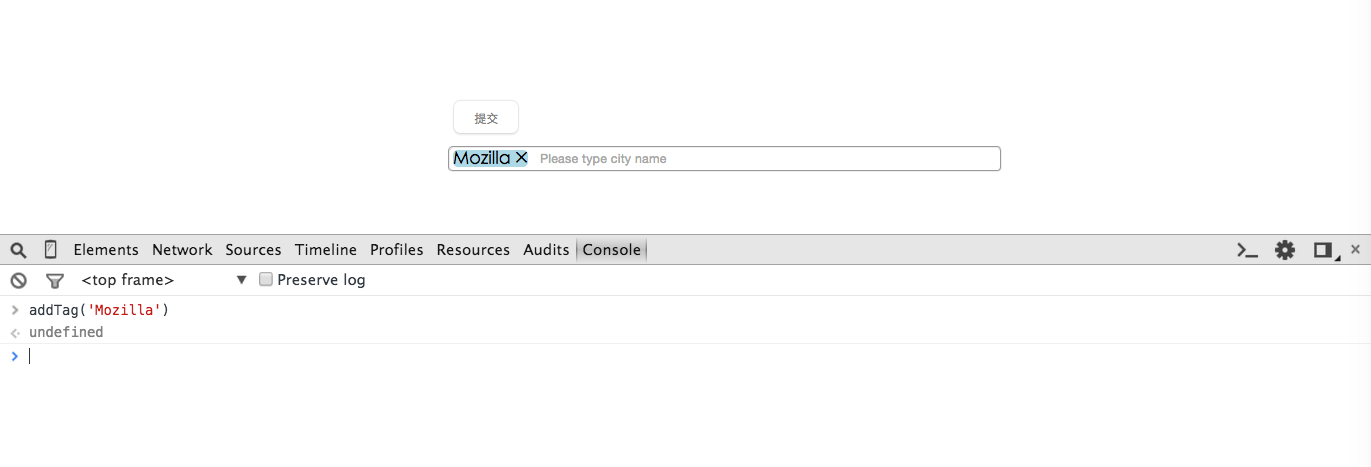 提交
Mozilla × Please type city name
Elements Network Sources Timeline Profiles Resources Audits Console
<top frame> ▼ Preserve log
addTag('Mozilla')
undefined